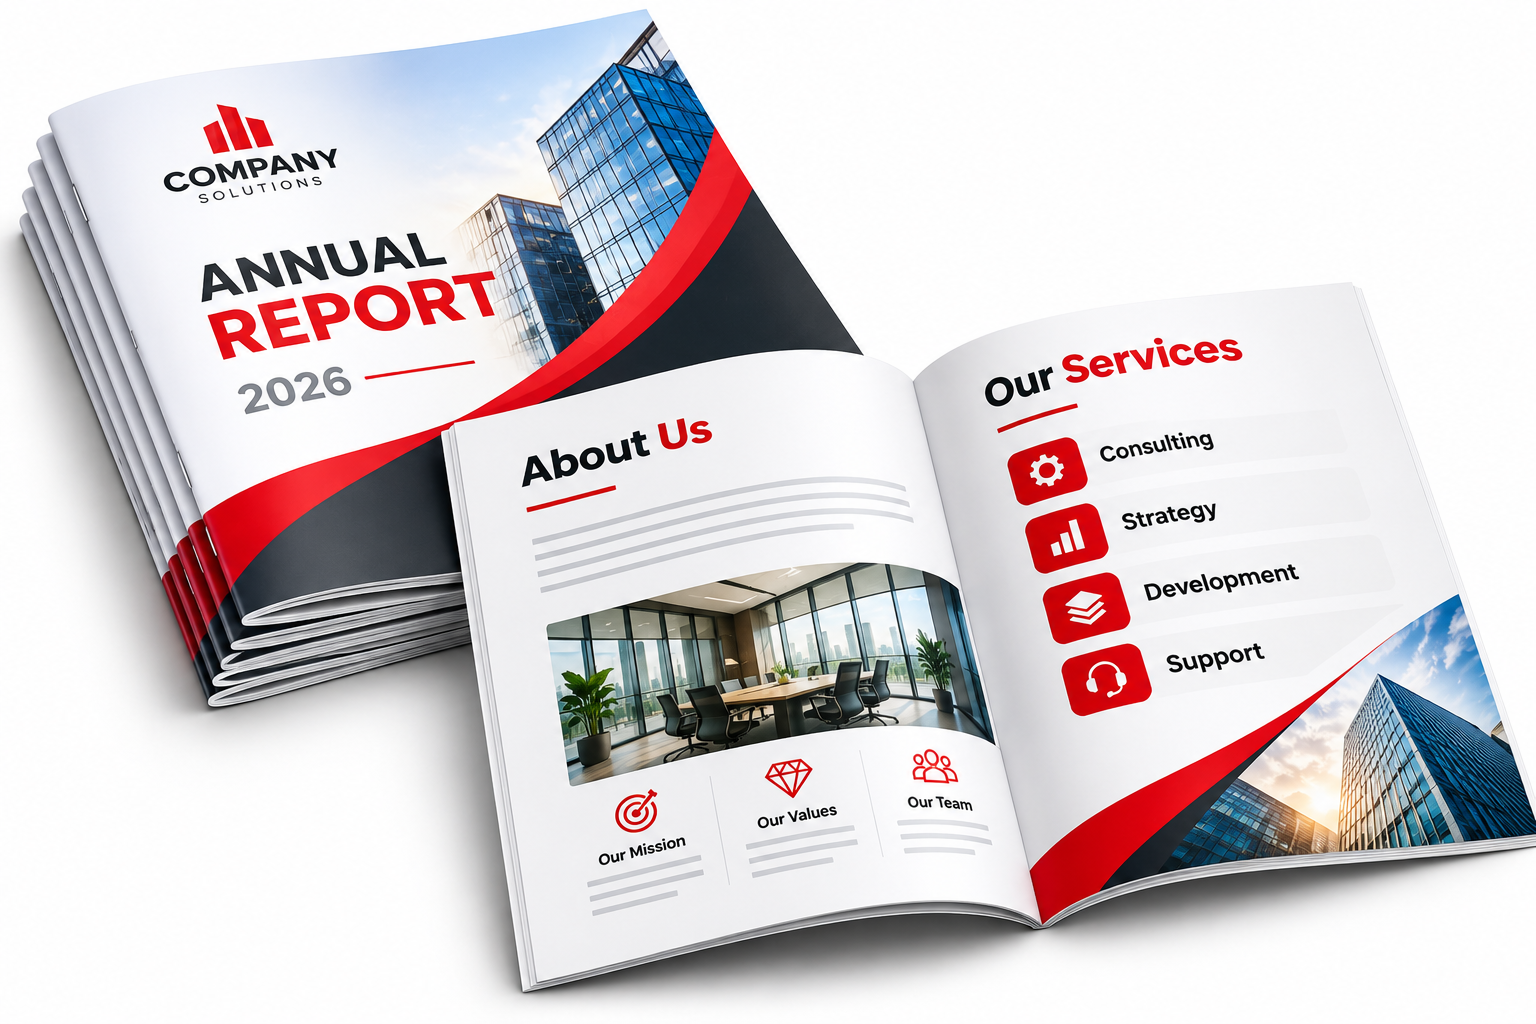 COMPANY
SOLUTIONS
ANNUAL
REPORT
2026
About Us
Our Mission
Our Values
Our Team
Our Services
Consulting
Strategy
Development
Support